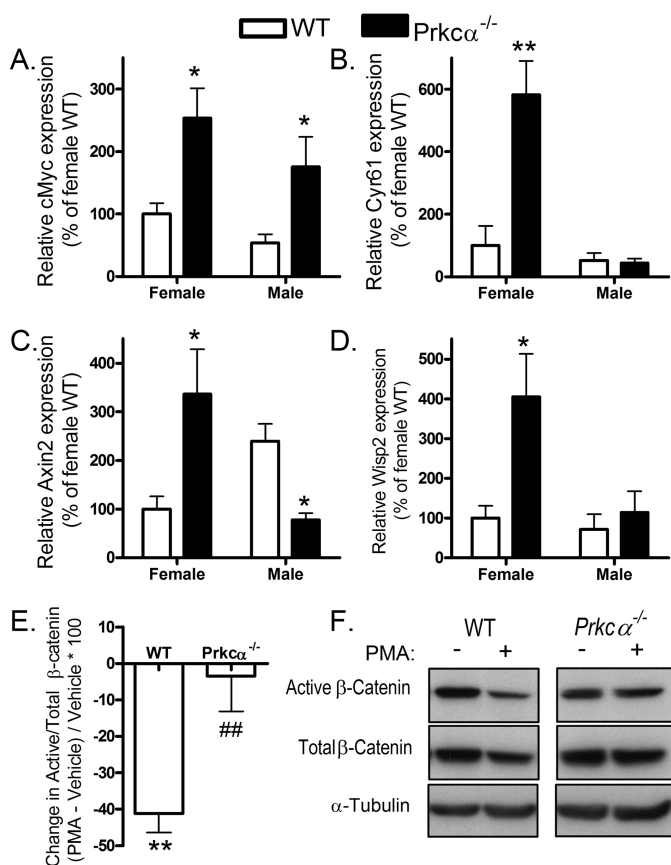 WT Prkcα-/-
A.
Relative cMyc expression
(% of female WT)
300
200
100
0
*
*
Female Male
B.
Relative Cyr61 expression
(% of female WT)
600
400
200
0
**
Female Male
C.
Relative Axin2 expression
(% of female WT)
400
300
200
100
0
*
*
Female Male
D.
Relative Wisp2 expression
(% of female WT)
500
400
300
200
100
0
*
Female Male
E.
Change in Active/Total β-catenin
(PMA - Vehicle) / Vehicle * 100
10
0
-10
-20
-30
-40
-50
WT Prkcα-/-
**
##
F.
WT Prkc α-/-
PMA: - + - +
Active β-Catenin
Total β-Catenin
α-Tubulin